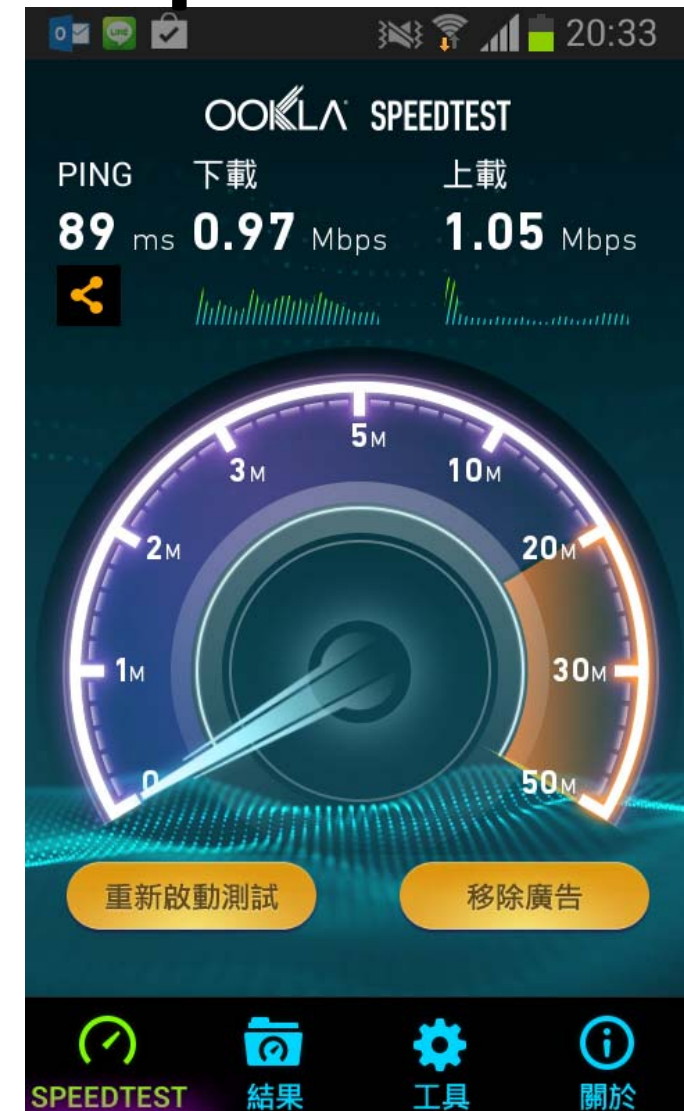 20:33
OOKLA SPEEDTEST
PING 下載 上載
89 ms 0.97 Mbps 1.05 Mbps
5M
3M 10M
2M 20M
1M 30M
0 50M
重新啟動測試 移除廣告
SPEEDTEST 結果 工具 關於